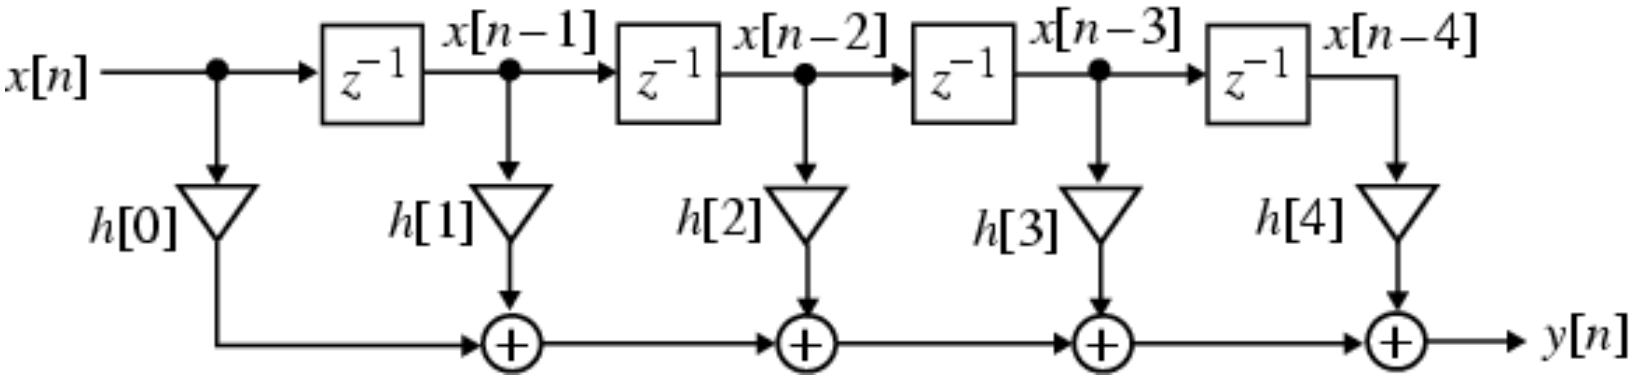 x[n] z⁻¹ x[n−1] z⁻¹ x[n−2] z⁻¹ x[n−3] z⁻¹ x[n−4]
h[0] h[1] h[2] h[3] h[4]
+ + + + y[n]